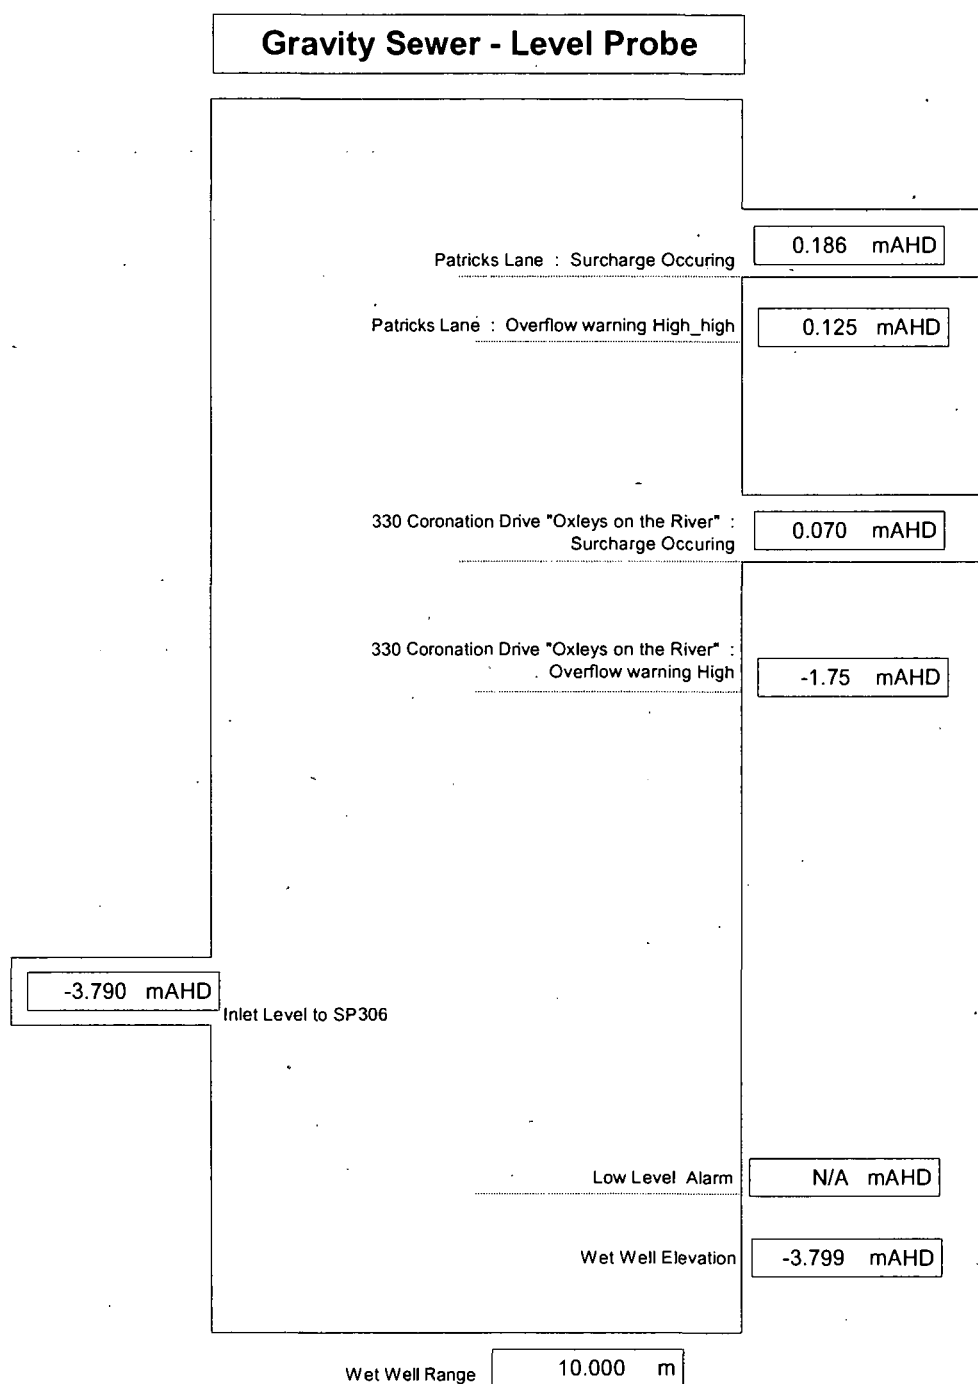 Gravity Sewer - Level Probe
0.186 mAHD
Patricks Lane : Surcharge Occuring
Patricks Lane : Overflow warning High_high
0.125 mAHD
330 Coronation Drive "Oxleys on the River" :
Surcharge Occuring
0.070 mAHD
330 Coronation Drive "Oxleys on the River" :
Overflow warning High
-1.75 mAHD
-3.790 mAHD
Inlet Level to SP306
Low Level Alarm
N/A mAHD
Wet Well Elevation
-3.799 mAHD
Wet Well Range
10.000 m